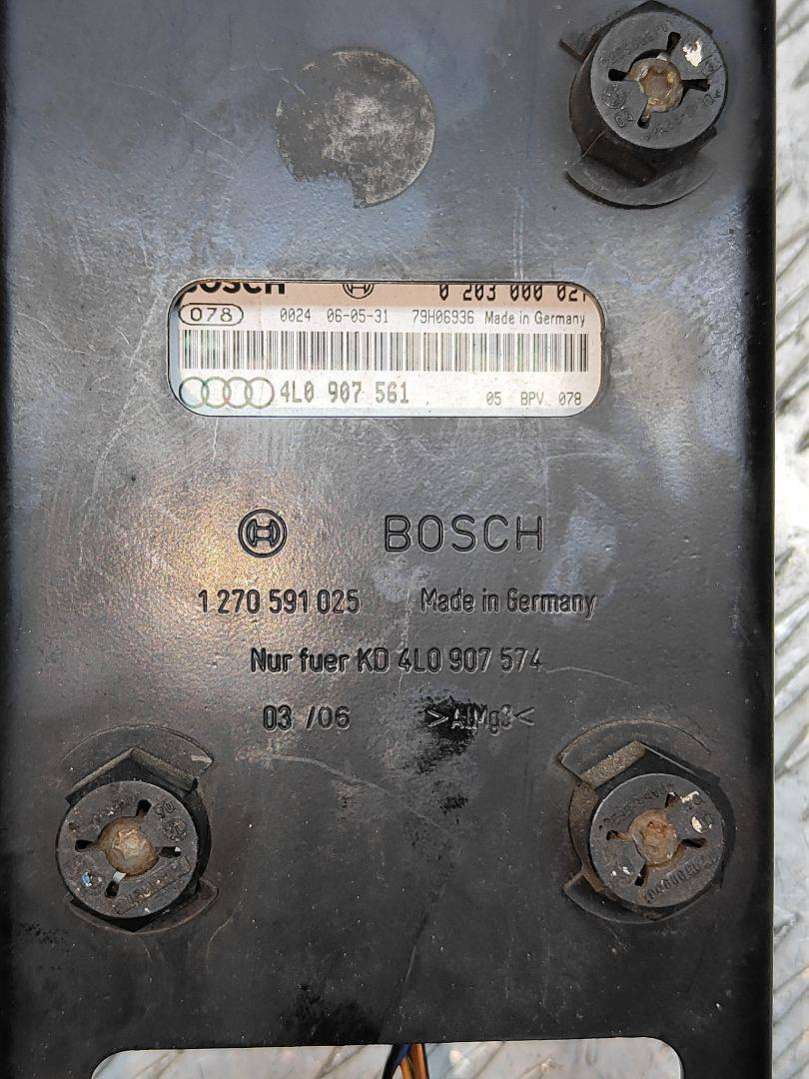 BOSCH 0 203 000 021
078 0024 06-05-31 79H06936 Made in Germany
4L0 907 561 05 BPV 078
BOSCH
1 270 591 025 Made in Germany
Nur fuer KD 4L0 907 574
03 /06 >AlMg3<